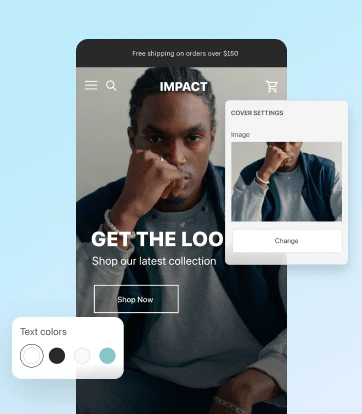 Free shipping on orders over $150
IMPACT
COVER SETTINGS
Image
Change
GET THE LOO
Shop our latest collection
Shop Now
Text colors